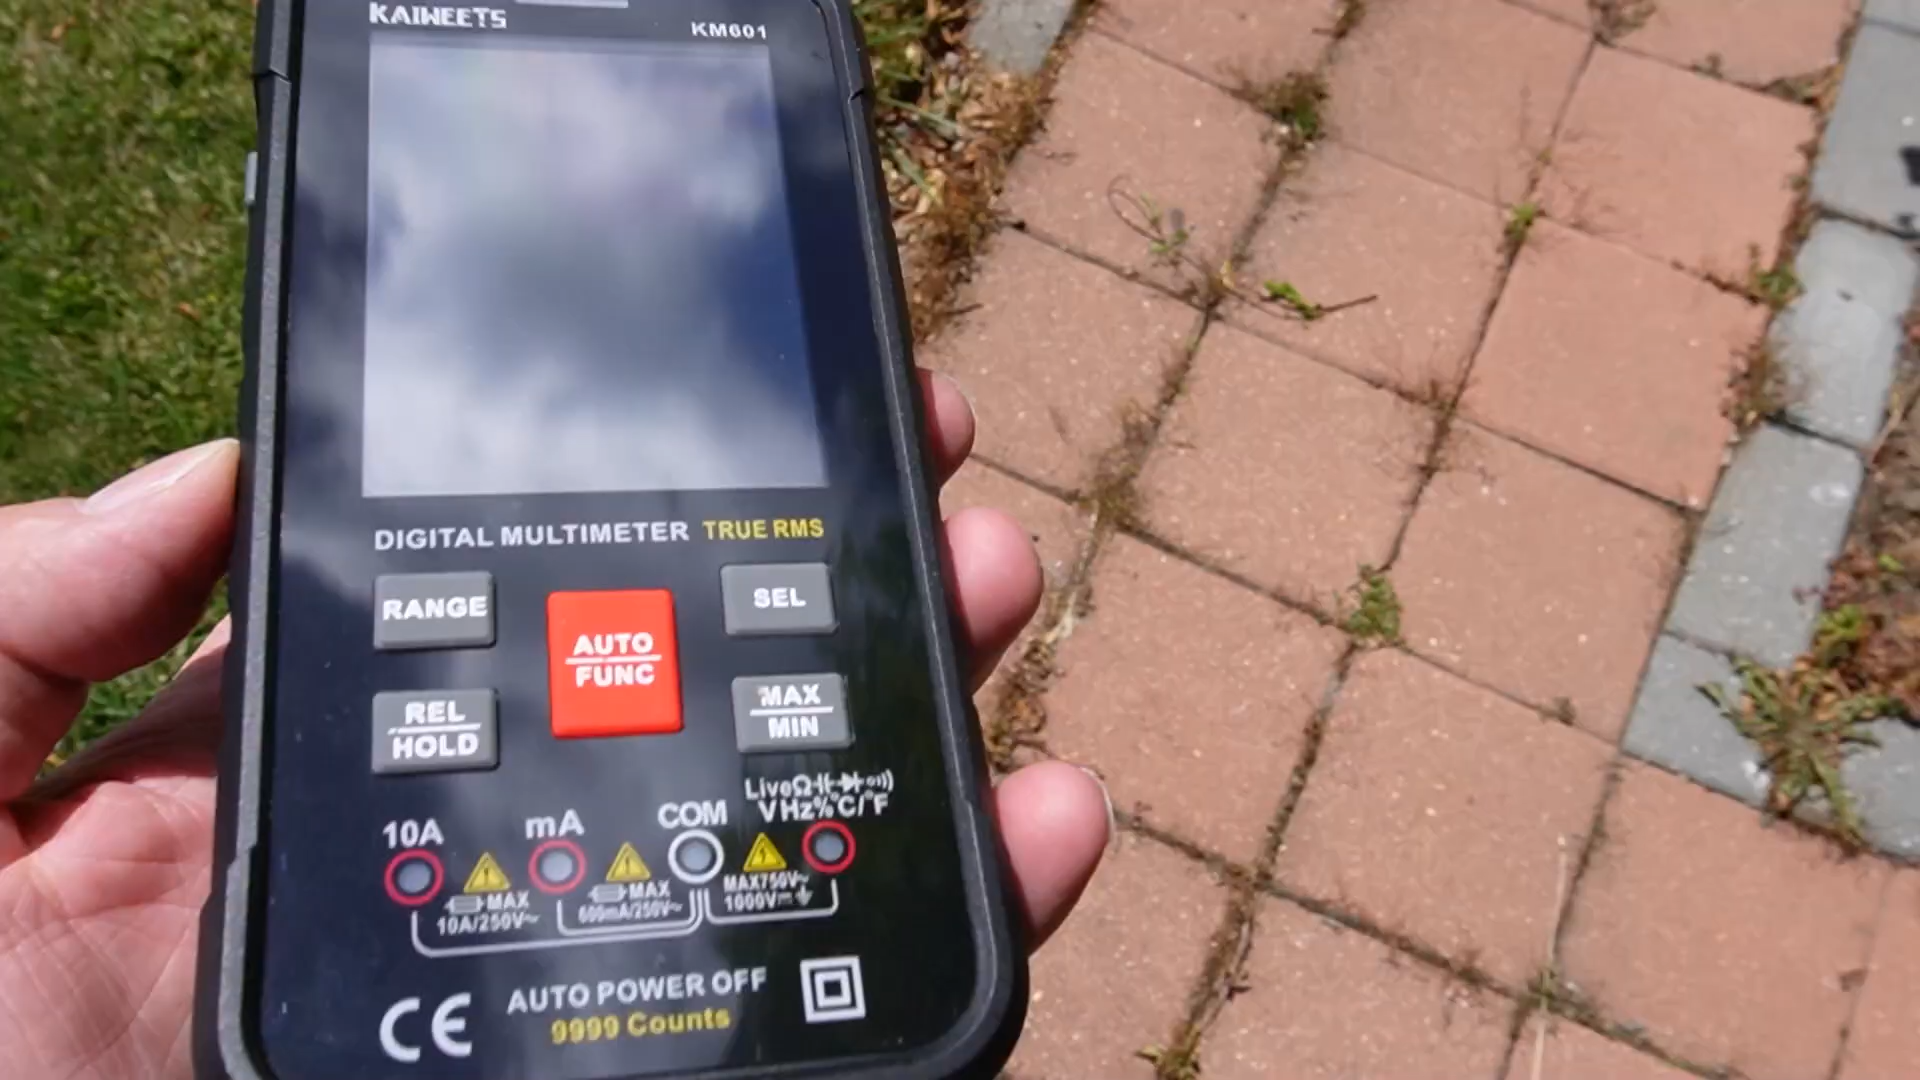 KAIWEETS
KM601
DIGITAL MULTIMETER TRUE RMS
RANGE
AUTO
FUNC
SEL
REL
HOLD
MAX
MIN
10A
mA
COM
LiveΩ
VHz%°C/°F
MAX
10A/250V~
MAX
600mA/250V~
MAX750V~
1000V⎓
CE
AUTO POWER OFF
9999 Counts